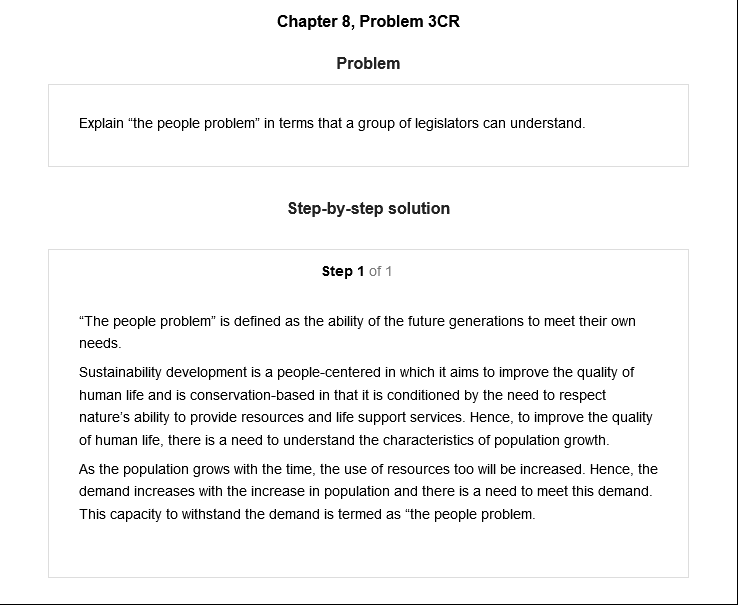 Chapter 8, Problem 3CR
Problem
Explain “the people problem” in terms that a group of legislators can understand.
Step-by-step solution
Step 1 of 1
“The people problem” is defined as the ability of the future generations to meet their own
needs.
Sustainability development is a people-centered in which it aims to improve the quality of
human life and is conservation-based in that it is conditioned by the need to respect
nature’s ability to provide resources and life support services. Hence, to improve the quality
of human life, there is a need to understand the characteristics of population growth.
As the population grows with the time, the use of resources too will be increased. Hence, the
demand increases with the increase in population and there is a need to meet this demand.
This capacity to withstand the demand is termed as “the people problem.